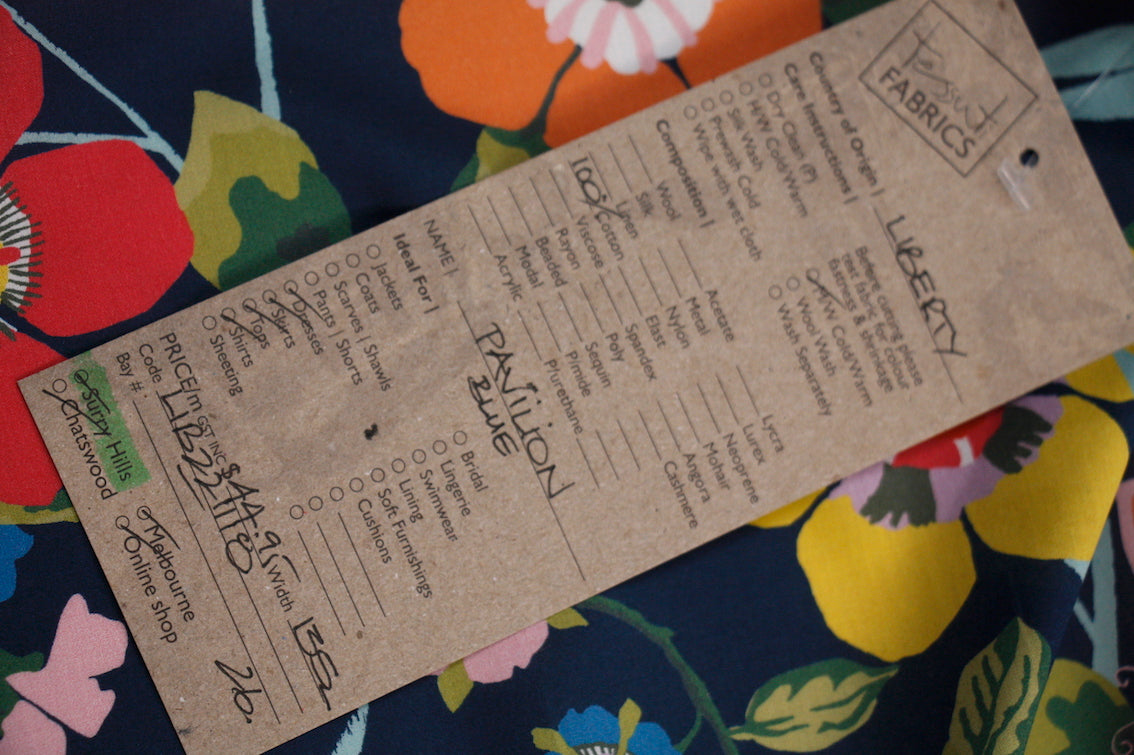 tessuti
FABRICS
Country of Origin | LIBERTY
Care Instructions |
Before cutting please
test fabric for colour
fastness & shrinkage
Dry Clean (P)
H/W Cold/Warm
Silk Wash
Prewash Cold
Wipe with wet cloth
H/W Cold/Warm
Wool Wash
Wash Separately
Composition |
Wool
Silk
Linen
100% Cotton
Viscose
Rayon
Beaded
Modal
Acrylic
Acetate
Metal
Nylon
Elast
Spandex
Poly
Sequin
Pimide
Plurethane
Lycra
Lurex
Neoprene
Mohair
Angora
Cashmere
NAME | PAVILION
BLUE
Ideal For |
Jackets
Coats
Scarves | Shawls
Pants | Shorts
Dresses
Skirts
Tops
Shirts
Sheeting
Bridal
Lingerie
Swimwear
Lining
Soft Furnishings
Cushions
PRICE/m GST INC $44.95 Width 135
Code LIB22111G
Bay # 26.
Surry Hills
Chatswood
Melbourne
Online shop